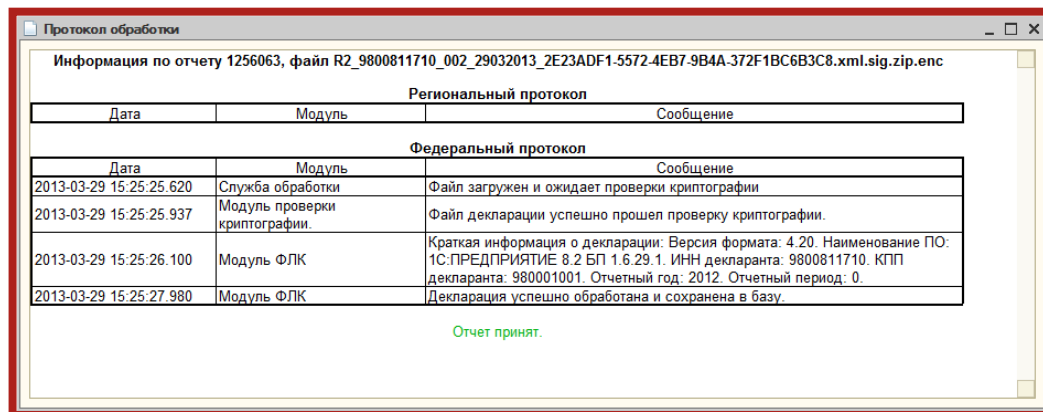 Протокол обработки
Информация по отчету 1256063, файл R2_9800811710_002_29032013_2E23ADF1-5572-4EB7-9B4A-372F1BC6B3C8.xml.sig.zip.enc
Региональный протокол
Дата Модуль Сообщение
Федеральный протокол
Дата Модуль Сообщение
2013-03-29 15:25:25.620 Служба обработки Файл загружен и ожидает проверки криптографии
2013-03-29 15:25:25.937 Модуль проверки криптографии. Файл декларации успешно прошел проверку криптографии.
2013-03-29 15:25:26.100 Модуль ФЛК Краткая информация о декларации: Версия формата: 4.20. Наименование ПО:
1С:ПРЕДПРИЯТИЕ 8.2 БП 1.6.29.1. ИНН декларанта: 9800811710. КПП
декларанта: 980001001. Отчетный год: 2012. Отчетный период: 0.
2013-03-29 15:25:27.980 Модуль ФЛК Декларация успешно обработана и сохранена в базу.
Отчет принят.